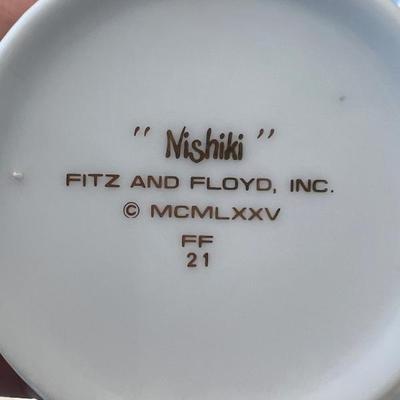 "Nishiki"
FITZ AND FLOYD, INC.
© MCMLXXV
FF
21